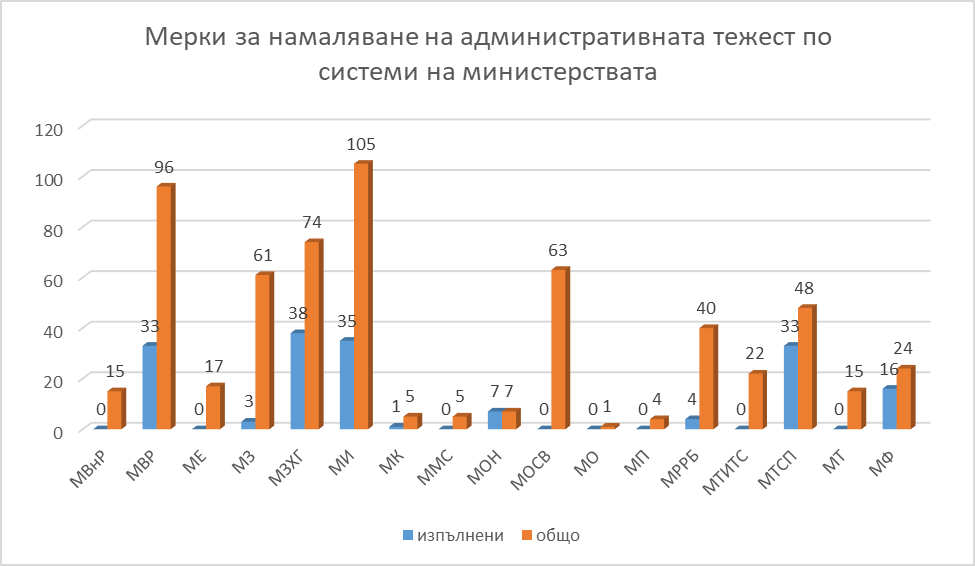 Мерки за намаляване на административната тежест по
системи на министерствата
120
100
80
60
40
20
0
0 15
33 96
0 17
3 61
38 74
35 105
1 5
0 5
7 7
0 63
0 1
0 4
4 40
0 22
33 48
0 15
16 24
МВнР
МВР
МЕ
МЗ
МЗХГ
МИ
МК
ММС
МОН
МОСВ
МО
МП
МРРБ
МТИТС
МТСП
МТ
МФ
изпълнени общо